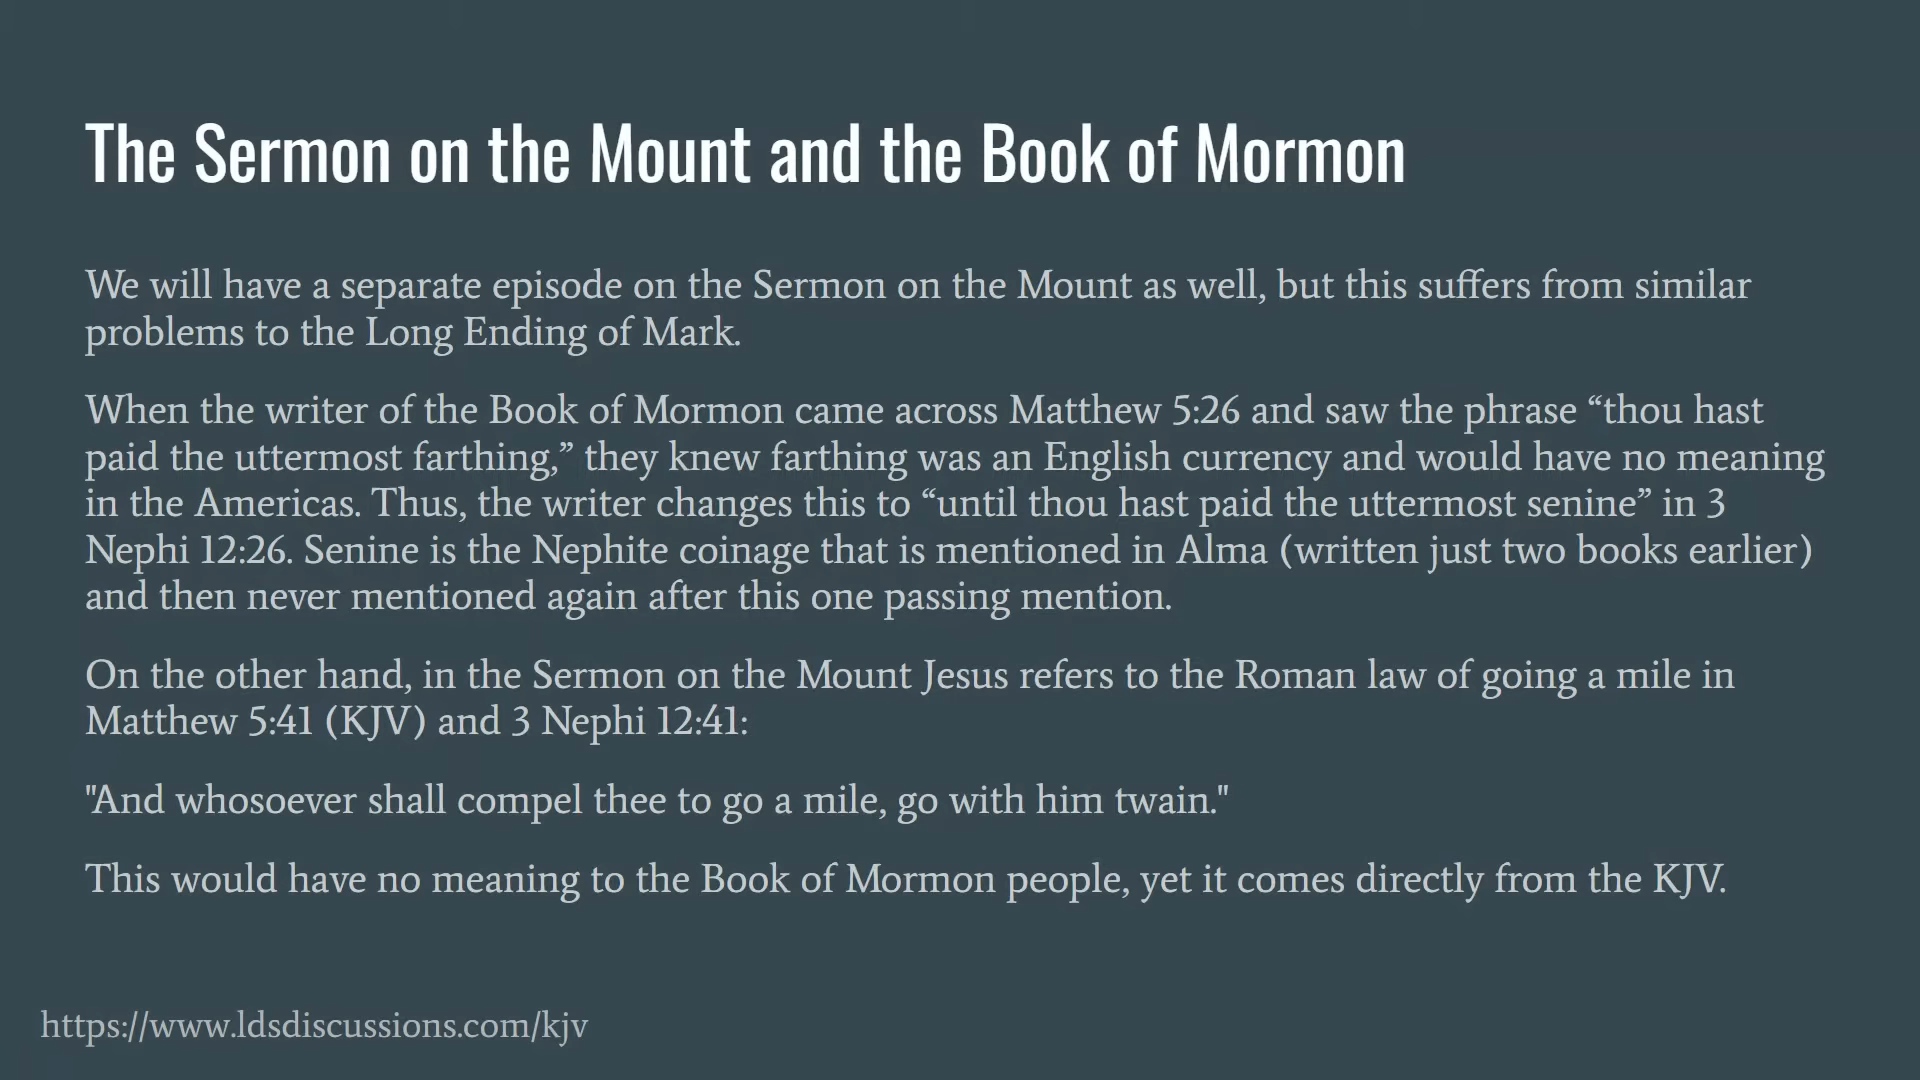 The Sermon on the Mount and the Book of Mormon
We will have a separate episode on the Sermon on the Mount as well, but this suffers from similar
problems to the Long Ending of Mark.
When the writer of the Book of Mormon came across Matthew 5:26 and saw the phrase “thou hast
paid the uttermost farthing,” they knew farthing was an English currency and would have no meaning
in the Americas. Thus, the writer changes this to “until thou hast paid the uttermost senine” in 3
Nephi 12:26. Senine is the Nephite coinage that is mentioned in Alma (written just two books earlier)
and then never mentioned again after this one passing mention.
On the other hand, in the Sermon on the Mount Jesus refers to the Roman law of going a mile in
Matthew 5:41 (KJV) and 3 Nephi 12:41:
"And whosoever shall compel thee to go a mile, go with him twain."
This would have no meaning to the Book of Mormon people, yet it comes directly from the KJV.
https://www.ldsdiscussions.com/kjv